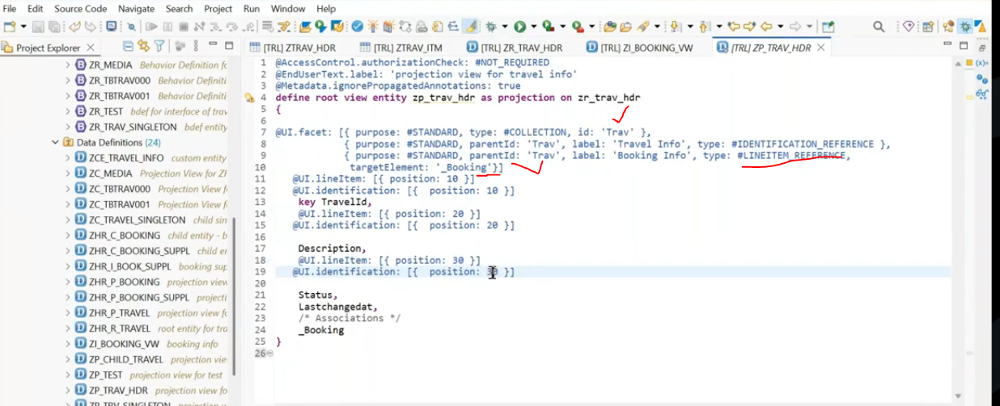 File Edit Source Code Navigate Search Project Run Window Help
Project Explorer
[TRL] ZTRAV_HDR
[TRL] ZTRAV_ITM
[TRL] ZR_TRAV_HDR
[TRL] ZI_BOOKING_VW
[TRL] ZP_TRAV_HDR
ZR_MEDIA Behavior Definition fo
ZR_TBTRAV000 Behavior Definiti
ZR_TBTRAV001 Behavior Definiti
ZR_TEST bdef for interface of trav
ZR_TRAV_SINGLETON bdef entity
Data Definitions (24)
ZCE_TRAVEL_INFO custom entity
ZC_MEDIA Projection View for Z
ZC_TBTRAV000 Projection View f
ZC_TBTRAV001 Projection View f
ZC_TRAVEL_SINGLETON child sin
ZHR_C_BOOKING child entity - b
ZHR_C_BOOKING_SUPPL child er
ZHR_I_BOOK_SUPPL booking sup
ZHR_P_BOOKING projection view
ZHR_P_BOOKING_SUPPL projecti
ZHR_P_TRAVEL projection view f
ZHR_R_TRAVEL root entity for tra
ZI_BOOKING_VW booking info
ZP_CHILD_TRAVEL projection vie
ZP_TEST projection view for test
ZP_TRAV_HDR projection view fo
1 @AccessControl.authorizationCheck: #NOT_REQUIRED
2 @EndUserText.label: 'projection view for travel info'
3 @Metadata.ignorePropagatedAnnotations: true
4 define root view entity zp_trav_hdr as projection on zr_trav_hdr
5 {
6
7 @UI.facet: [{ purpose: #STANDARD, type: #COLLECTION, id: 'Trav' },
8 { purpose: #STANDARD, parentId: 'Trav', label: 'Travel Info', type: #IDENTIFICATION_REFERENCE },
9 { purpose: #STANDARD, parentId: 'Trav', label: 'Booking Info', type: #LINEITEM_REFERENCE,
10 targetElement: '_Booking'}]
11 @UI.lineItem: [{ position: 10 }]
12 @UI.identification: [{ position: 10 }]
13 key TravelId,
14 @UI.lineItem: [{ position: 20 }]
15 @UI.identification: [{ position: 20 }]
16
17 Description,
18 @UI.lineItem: [{ position: 30 }]
19 @UI.identification: [{ position: 30 }]
20
21 Status,
22 Lastchangedat,
23 /* Associations */
24 _Booking
25 }
26